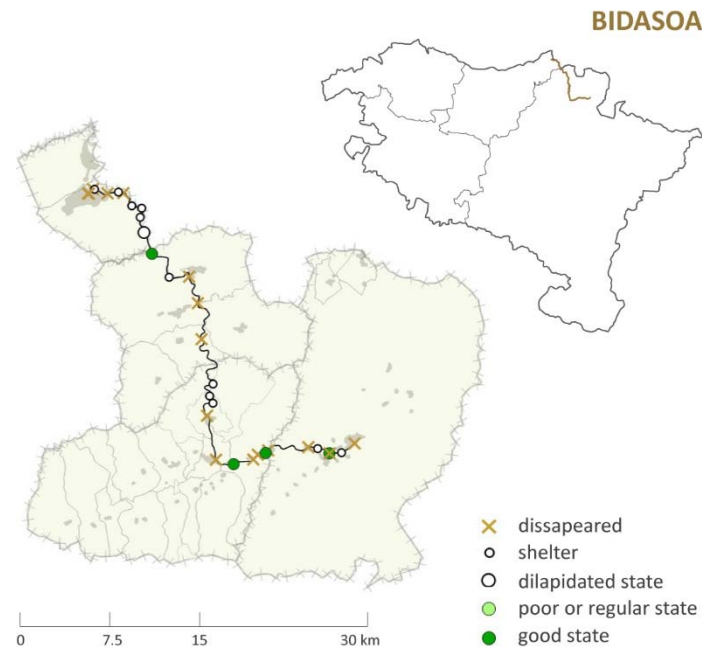 BIDASOA
dissapeared
shelter
dilapidated state
poor or regular state
good state
0 7.5 15 30 km